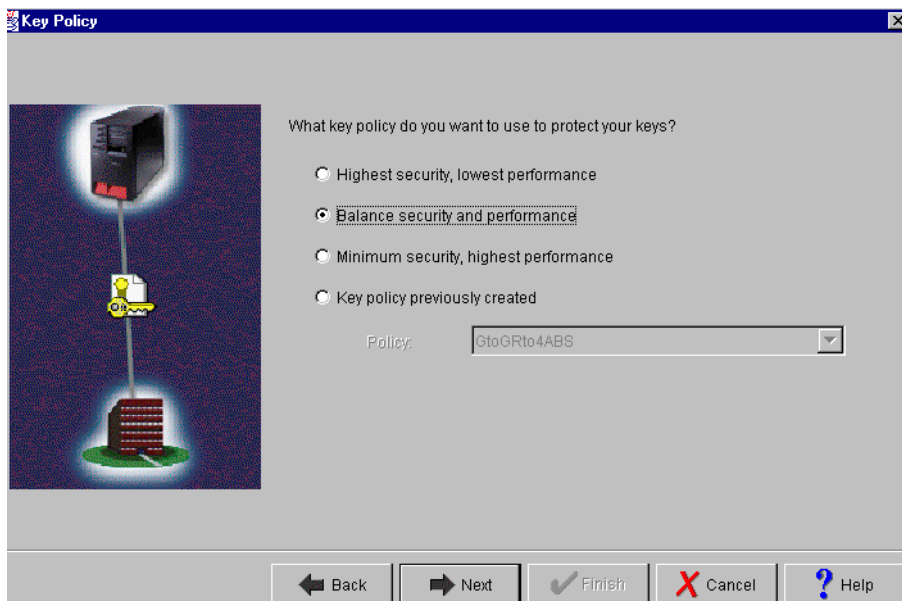 Key Policy
What key policy do you want to use to protect your keys?
Highest security, lowest performance
Balance security and performance
Minimum security, highest performance
Key policy previously created
Policy: GtoGRto4ABS
Back Next Finish Cancel ? Help